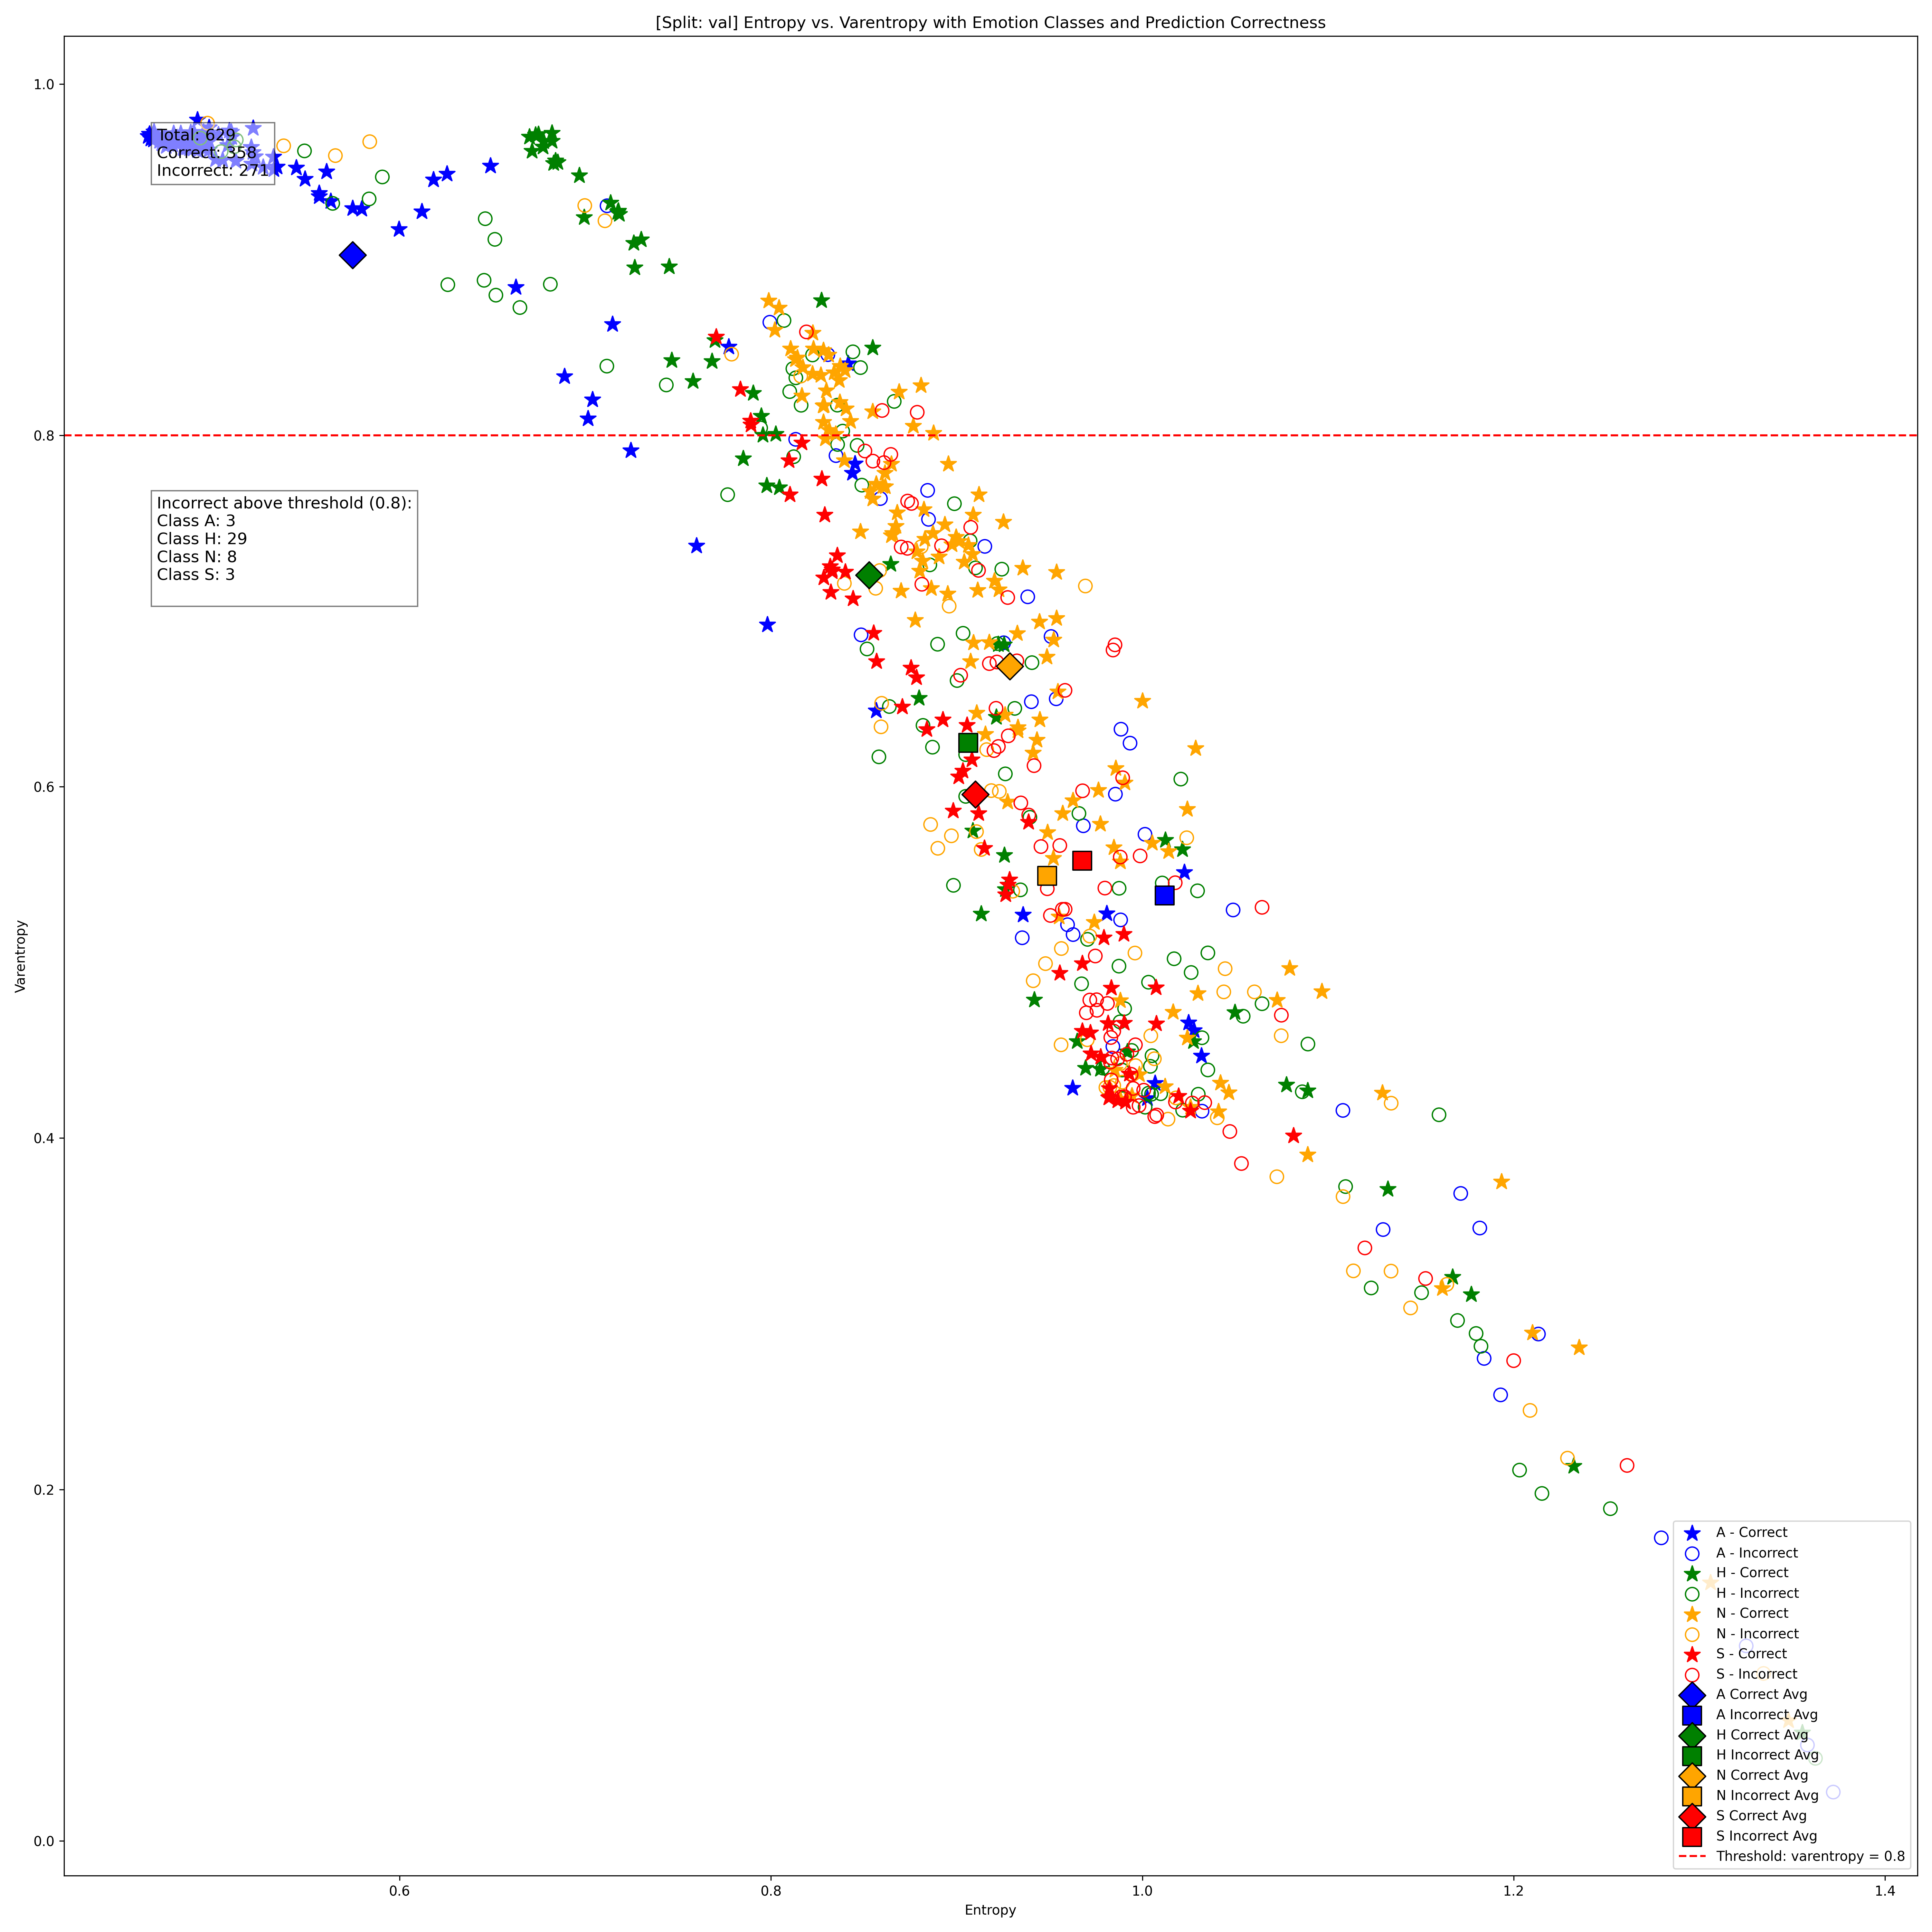 [Split: val] Entropy vs. Varentropy with Emotion Classes and Prediction Correctness
1.0
Total: 629
Correct: 358
Incorrect: 271
0.8
Incorrect above threshold (0.8):
Class A: 3
Class H: 29
Class N: 8
Class S: 3
0.6
Varentropy
0.4
0.2
A - Correct
A - Incorrect
H - Correct
H - Incorrect
N - Correct
N - Incorrect
S - Correct
S - Incorrect
A Correct Avg
A Incorrect Avg
H Correct Avg
H Incorrect Avg
N Correct Avg
N Incorrect Avg
S Correct Avg
S Incorrect Avg
Threshold: varentropy = 0.8
0.0
0.6 0.8 1.0 1.2 1.4
Entropy